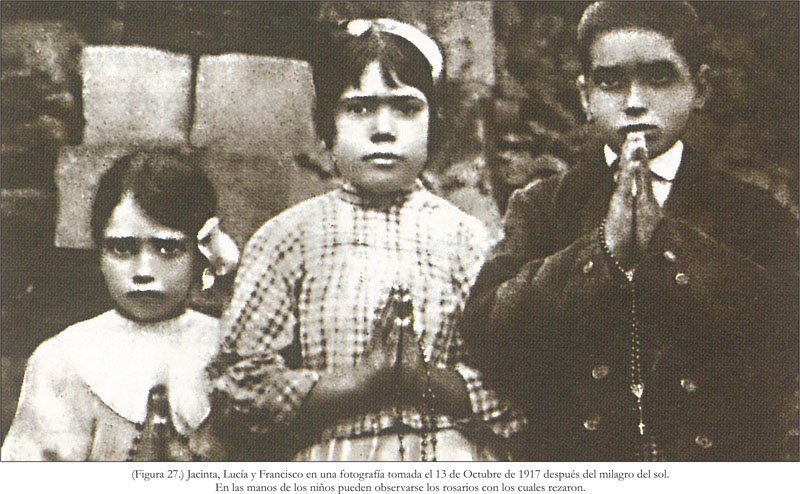 (Figura 27.) Jacinta, Lucía y Francisco en una fotografía tomada el 13 de Octubre de 1917 después del milagro del sol.
En las manos de los niños pueden observarse los rosarios con los cuales rezaron.